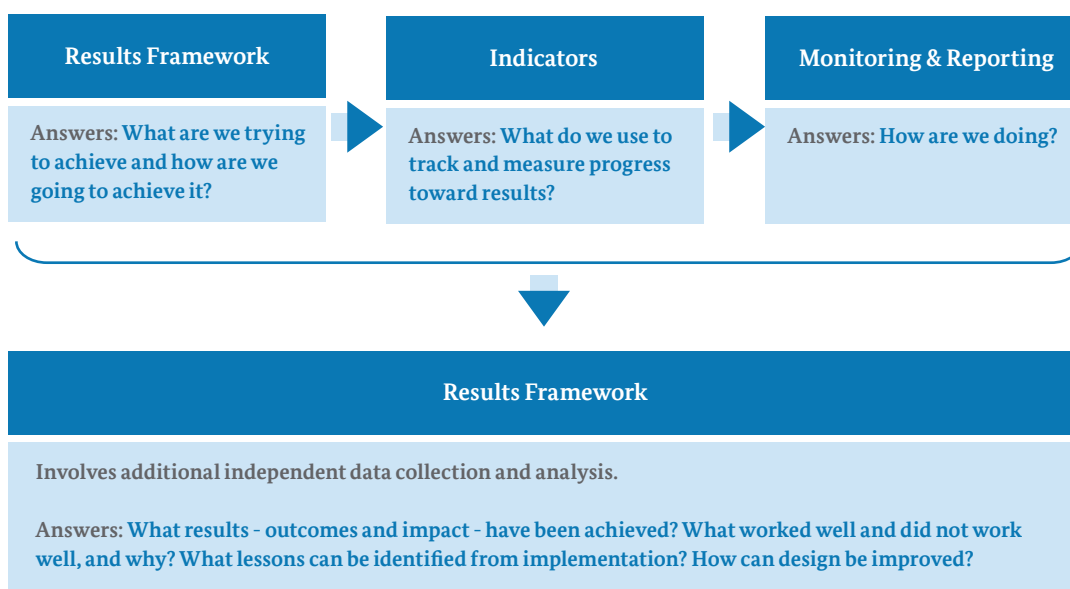 Results Framework
Answers: What are we trying
to achieve and how are we
going to achieve it?
Indicators
Answers: What do we use to
track and measure progress
toward results?
Monitoring & Reporting
Answers: How are we doing?
Results Framework
Involves additional independent data collection and analysis.
Answers: What results - outcomes and impact - have been achieved? What worked well and did not work
well, and why? What lessons can be identified from implementation? How can design be improved?